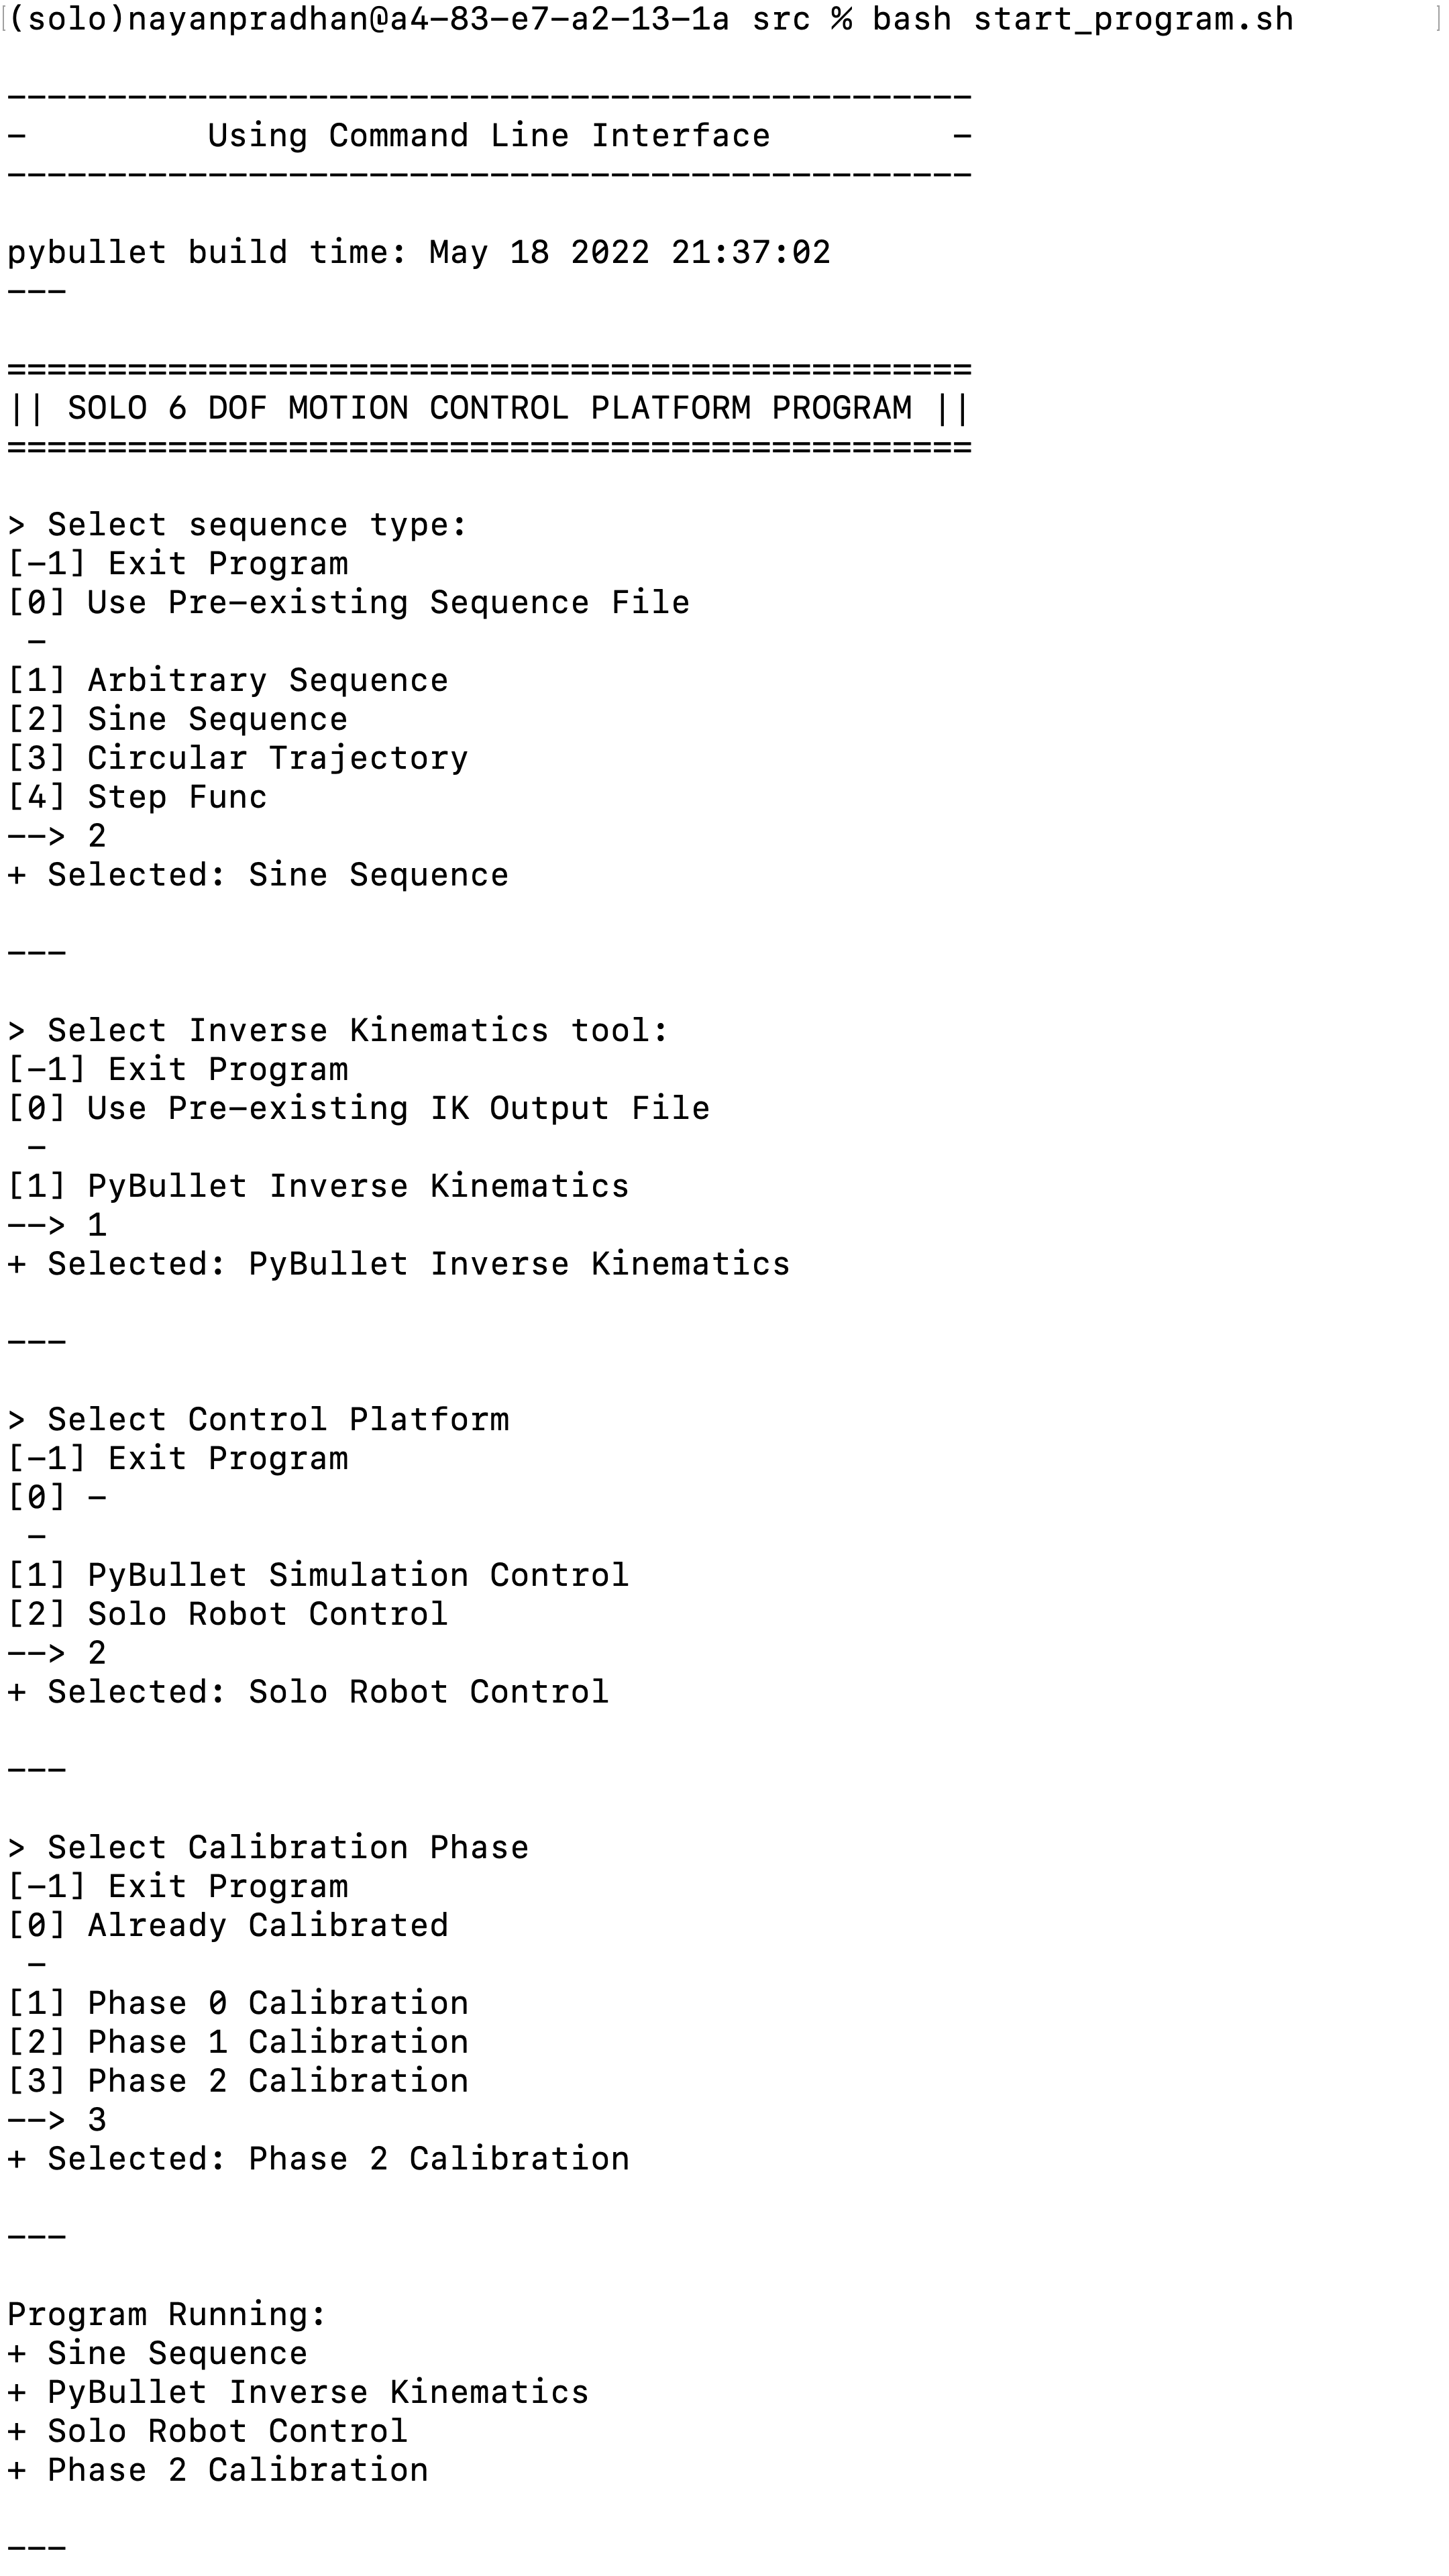 (solo)nayanpradhan@a4-83-e7-a2-13-1a src % bash start_program.sh
------------------------------------------------
-         Using Command Line Interface         -
------------------------------------------------
pybullet build time: May 18 2022 21:37:02
---
================================================
|| SOLO 6 DOF MOTION CONTROL PLATFORM PROGRAM ||
================================================
> Select sequence type:
[-1] Exit Program
[0] Use Pre-existing Sequence File
 -
[1] Arbitrary Sequence
[2] Sine Sequence
[3] Circular Trajectory
[4] Step Func
--> 2
+ Selected: Sine Sequence
---
> Select Inverse Kinematics tool:
[-1] Exit Program
[0] Use Pre-existing IK Output File
 -
[1] PyBullet Inverse Kinematics
--> 1
+ Selected: PyBullet Inverse Kinematics
---
> Select Control Platform
[-1] Exit Program
[0] -
 -
[1] PyBullet Simulation Control
[2] Solo Robot Control
--> 2
+ Selected: Solo Robot Control
---
> Select Calibration Phase
[-1] Exit Program
[0] Already Calibrated
 -
[1] Phase 0 Calibration
[2] Phase 1 Calibration
[3] Phase 2 Calibration
--> 3
+ Selected: Phase 2 Calibration
---
Program Running:
+ Sine Sequence
+ PyBullet Inverse Kinematics
+ Solo Robot Control
+ Phase 2 Calibration
---